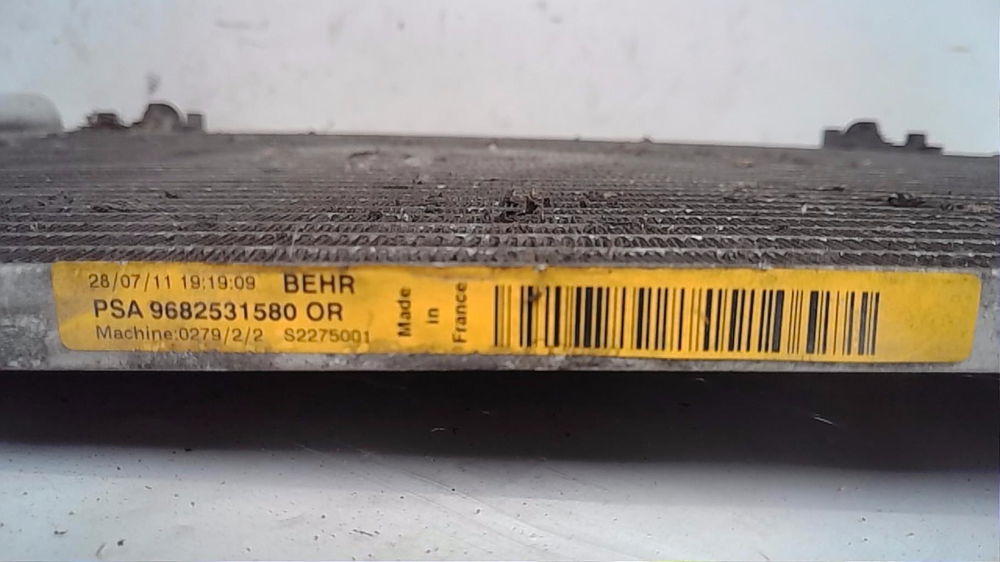 28/07/11 19:19:09 BEHR
PSA 9682531580 OR
Machine:0279/2/2 S2275001
Made
in
France